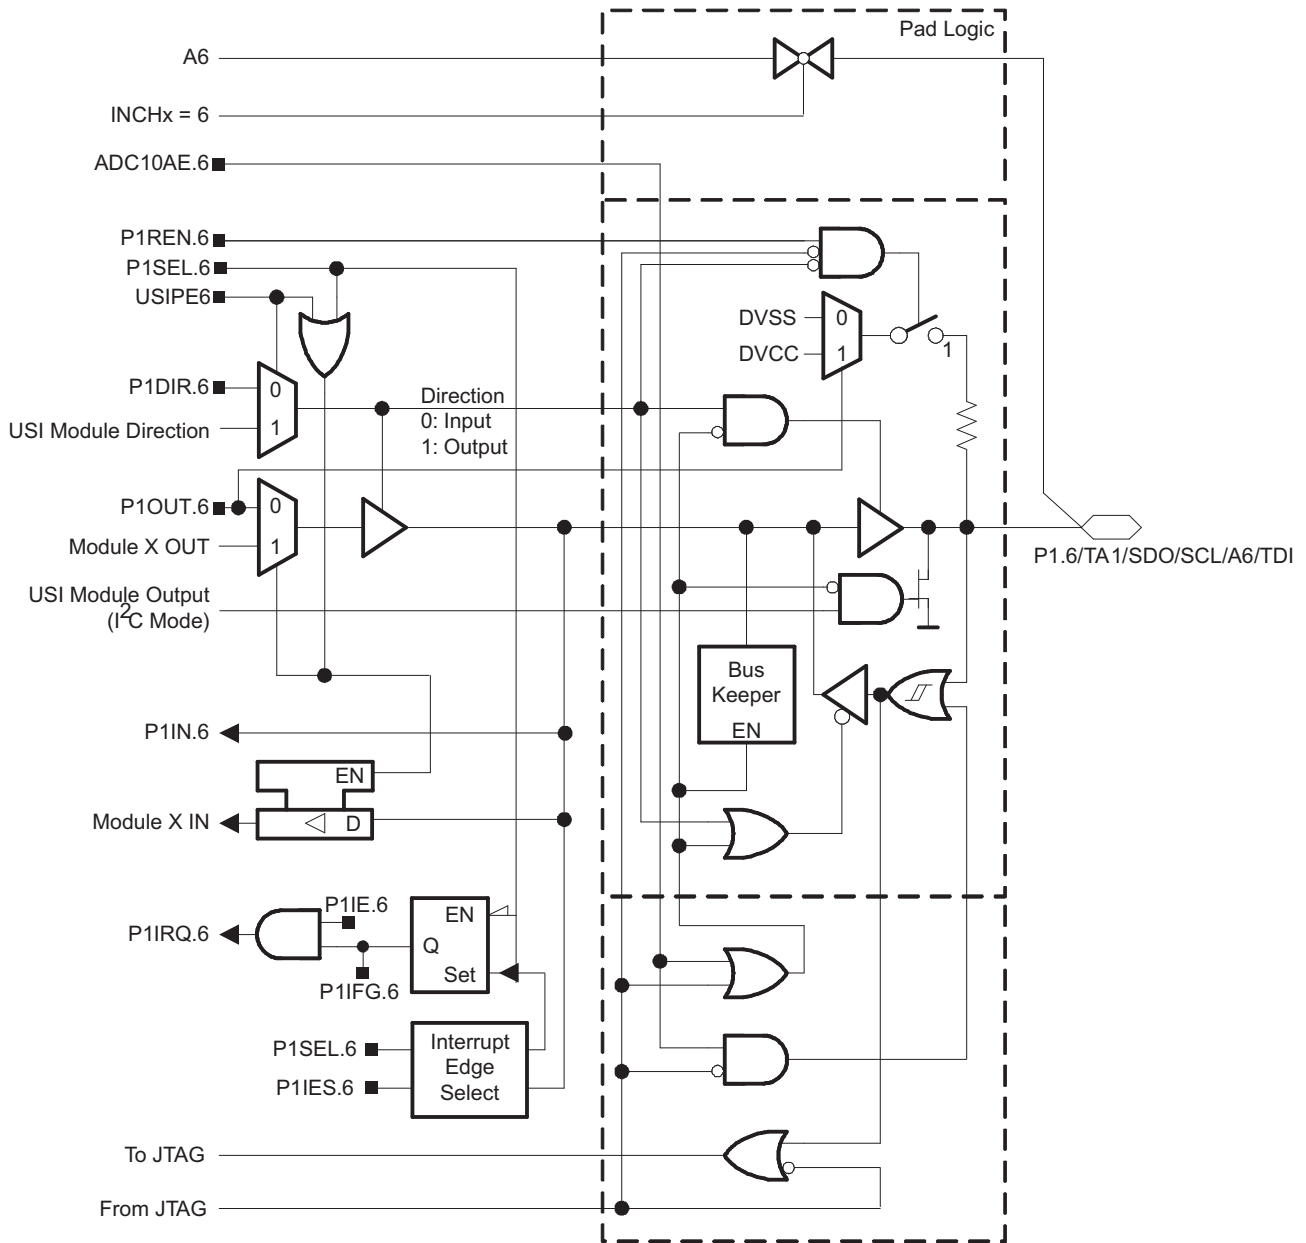 Pad Logic
A6
INCHx = 6
ADC10AE.6
P1REN.6
P1SEL.6
USIPE6
DVSS
0
DVCC
1
1
P1DIR.6
0
USI Module Direction
1
Direction
0: Input
1: Output
P1OUT.6
0
Module X OUT
1
P1.6/TA1/SDO/SCL/A6/TDI
USI Module Output
(I2C Mode)
Bus
Keeper
EN
P1IN.6
EN
Module X IN
D
P1IE.6
EN
P1IRQ.6
Q
Set
P1IFG.6
P1SEL.6
P1IES.6
Interrupt
Edge
Select
To JTAG
From JTAG